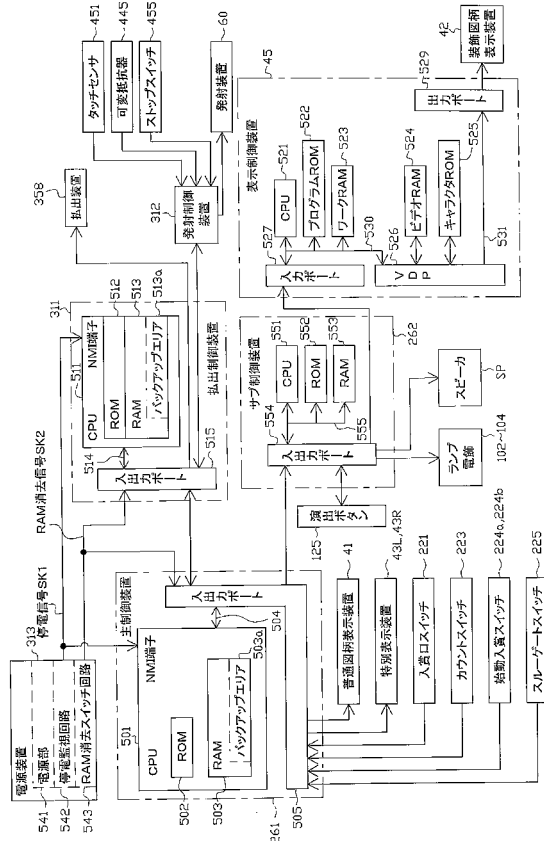 電源装置
313
電源部
541
停電監視回路
542
RAM消去スイッチ回路
543
停電信号SK1
RAM消去信号SK2
主制御装置
261
NMI端子
501
CPU
ROM
502
RAM
503
バックアップエリア
503a
504
入出力ポート
505
311
払出制御装置
511
CPU
NMI端子
ROM
512
RAM
513
バックアップエリア
513a
514
入出力ポート
515
358
払出装置
312
発射制御装置
タッチセンサ
451
可変抵抗器
445
ストップスイッチ
455
発射装置
60
サブ制御装置
262
554
入出力ポート
CPU
551
ROM
552
RAM
553
555
演出ボタン
125
ランプ電飾
102~104
スピーカ
SP
表示制御装置
45
527
入力ポート
CPU
521
プログラムROM
522
ワークRAM
523
530
526
VDP
ビデオRAM
524
キャラクタROM
525
531
出力ポート
529
装飾図柄表示装置
42
普通図柄表示装置
41
特別表示装置
43L,43R
入賞口スイッチ
221
カウントスイッチ
223
始動入賞スイッチ
224a,224b
スルーゲートスイッチ
225